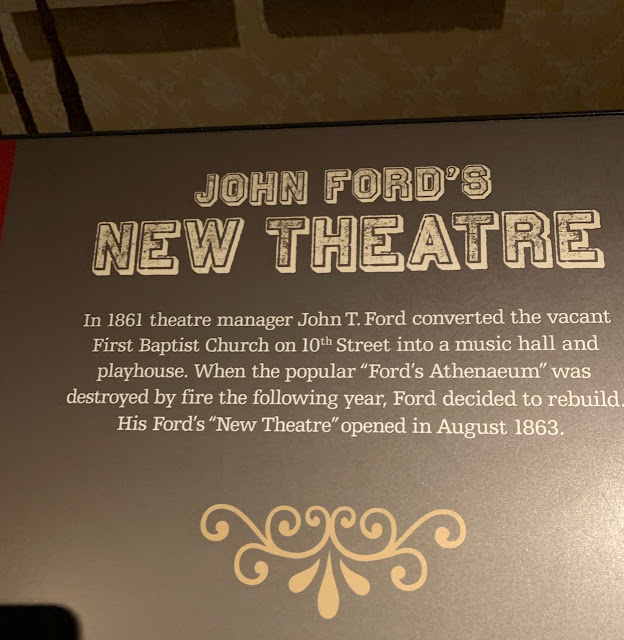 JOHN FORD'S
NEW THEATRE
In 1861 theatre manager John T. Ford converted the vacant
First Baptist Church on 10th Street into a music hall and
playhouse. When the popular “Ford's Athenaeum” was
destroyed by fire the following year, Ford decided to rebuild.
His Ford's “New Theatre” opened in August 1863.